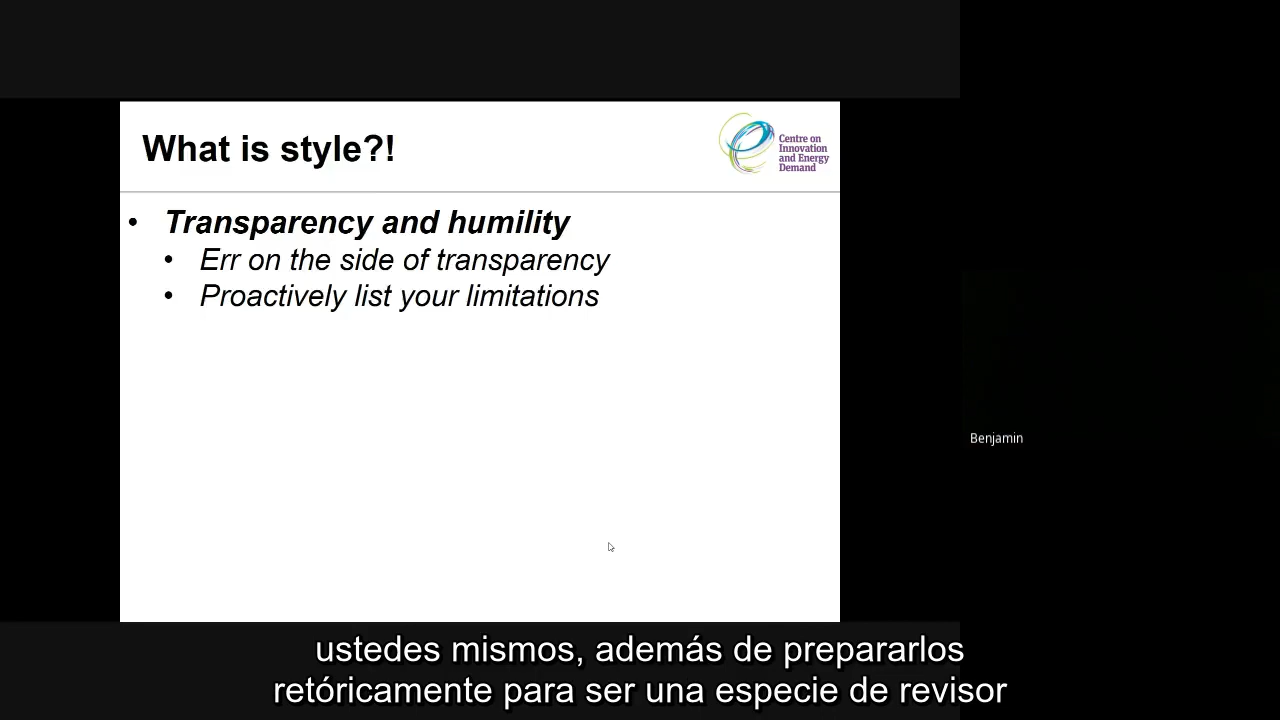 What is style?!
Centre on
Innovation
and Energy
Demand
• Transparency and humility
• Err on the side of transparency
• Proactively list your limitations
Benjamin
ustedes mismos, además de prepararlos
retóricamente para ser una especie de revisor